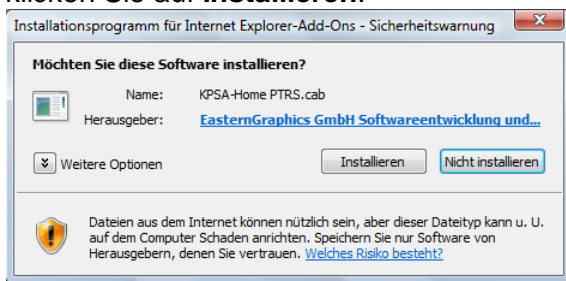 klicken Sie auf Installieren.
Installationsprogramm für Internet Explorer-Add-Ons - Sicherheitswarnung
Möchten Sie diese Software installieren?
Name: KPSA-Home PTRS.cab
Herausgeber: EasternGraphics GmbH Softwareentwicklung und...
Weitere Optionen
Installieren
Nicht installieren
Dateien aus dem Internet können nützlich sein, aber dieser Dateityp kann u. U.
auf dem Computer Schaden anrichten. Speichern Sie nur Software von
Herausgebern, denen Sie vertrauen. Welches Risiko besteht?